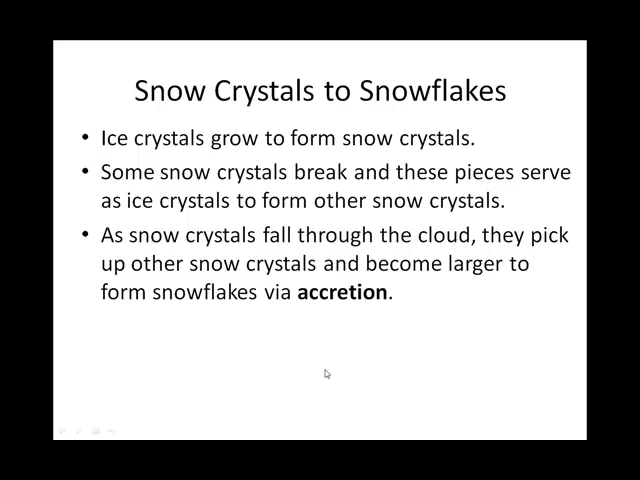 Snow Crystals to Snowflakes
• Ice crystals grow to form snow crystals.
• Some snow crystals break and these pieces serve
as ice crystals to form other snow crystals.
• As snow crystals fall through the cloud, they pick
up other snow crystals and become larger to
form snowflakes via accretion.